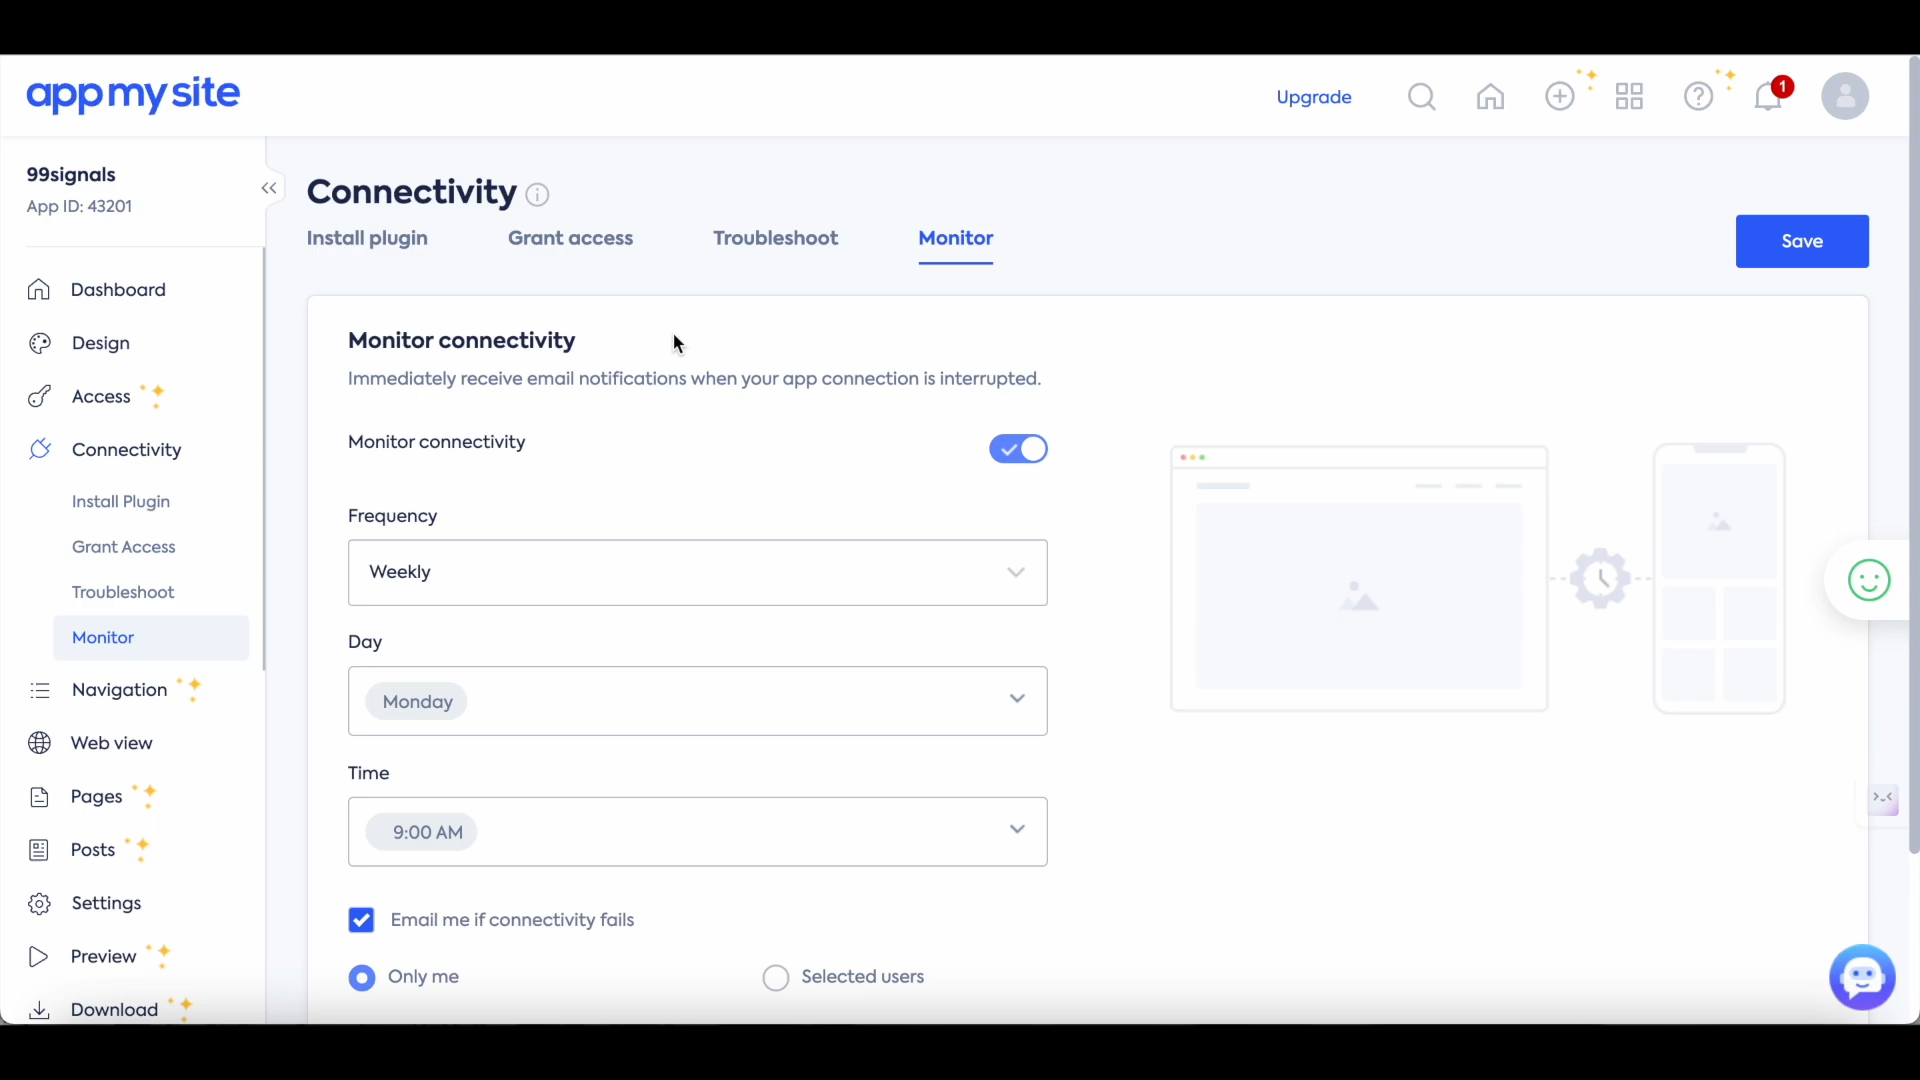 appmysite
Upgrade
1
99signals
App ID: 43201
Connectivity
Install plugin
Grant access
Troubleshoot
Monitor
Save
Dashboard
Design
Access
Connectivity
Install Plugin
Grant Access
Troubleshoot
Monitor
Navigation
Web view
Pages
Posts
Settings
Preview
Download
Monitor connectivity
Immediately receive email notifications when your app connection is interrupted.
Monitor connectivity
Frequency
Weekly
Day
Monday
Time
9:00 AM
Email me if connectivity fails
Only me
Selected users